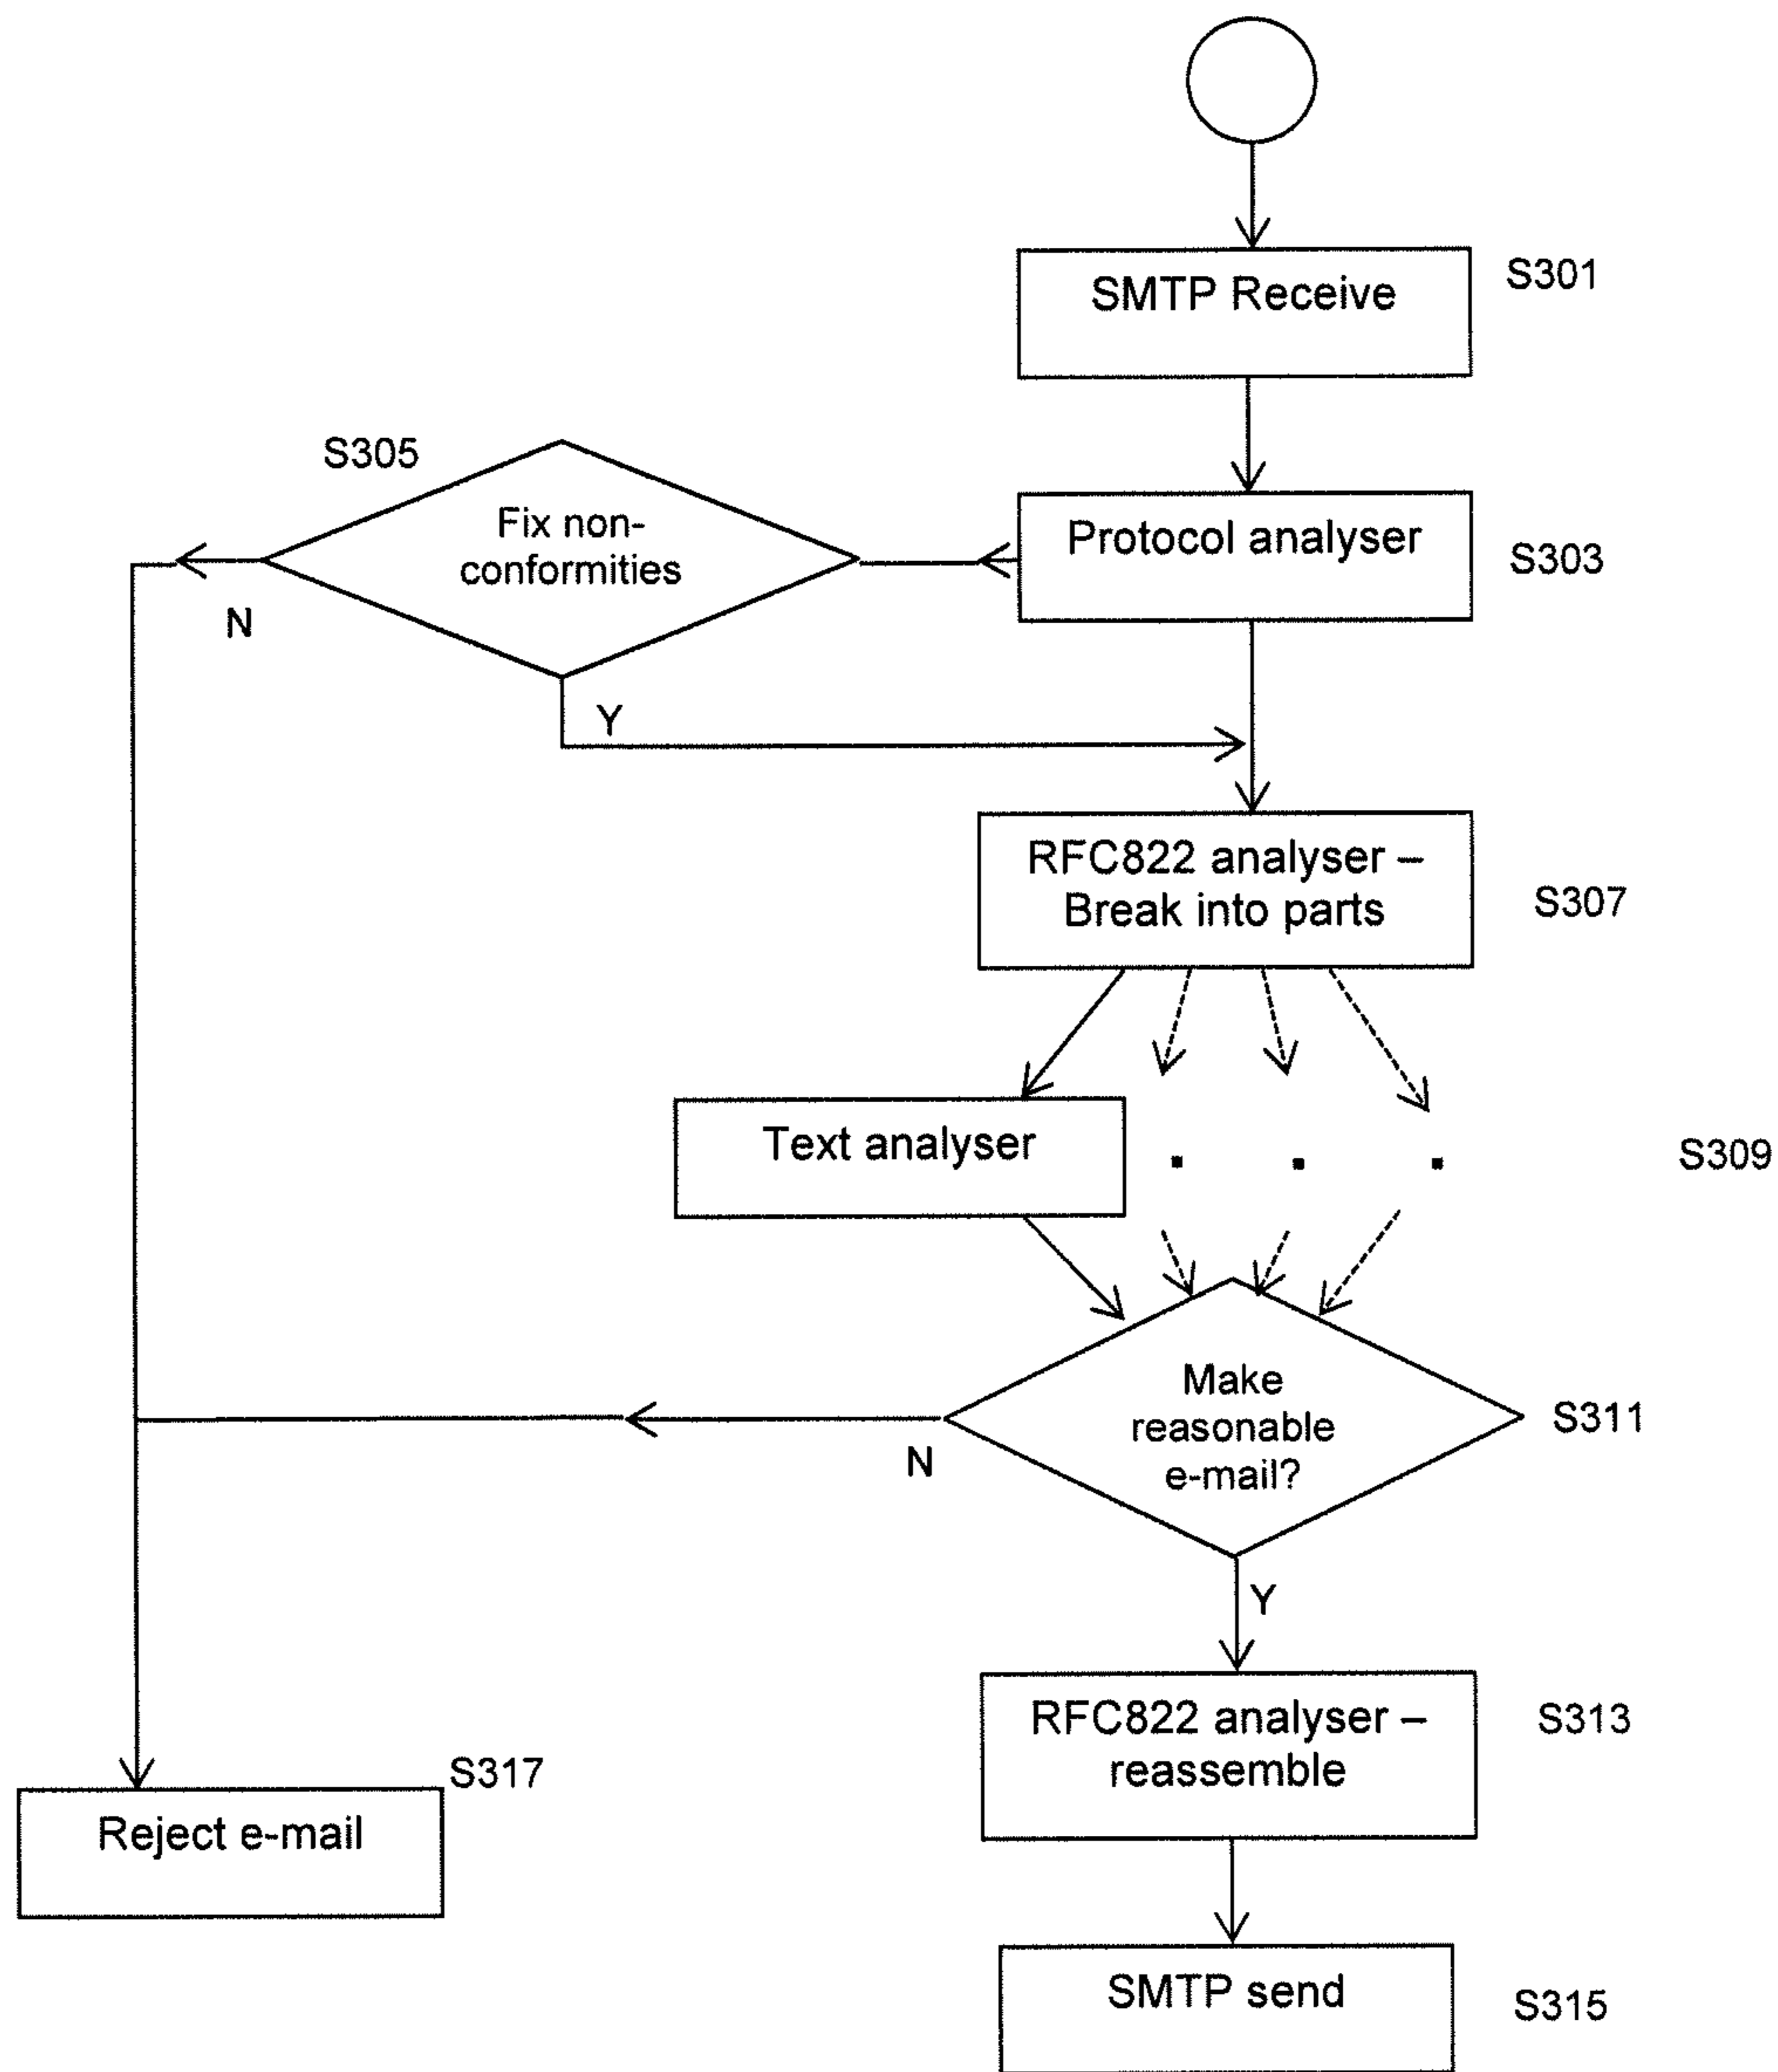 SMTP Receive
S301
S305
Fix non-
conformities
Protocol analyser
S303
N
Y
RFC822 analyser –
Break into parts
S307
Text analyser
S309
Make
reasonable
e-mail?
S311
N
Y
RFC822 analyser –
reassemble
S313
S317
Reject e-mail
SMTP send
S315